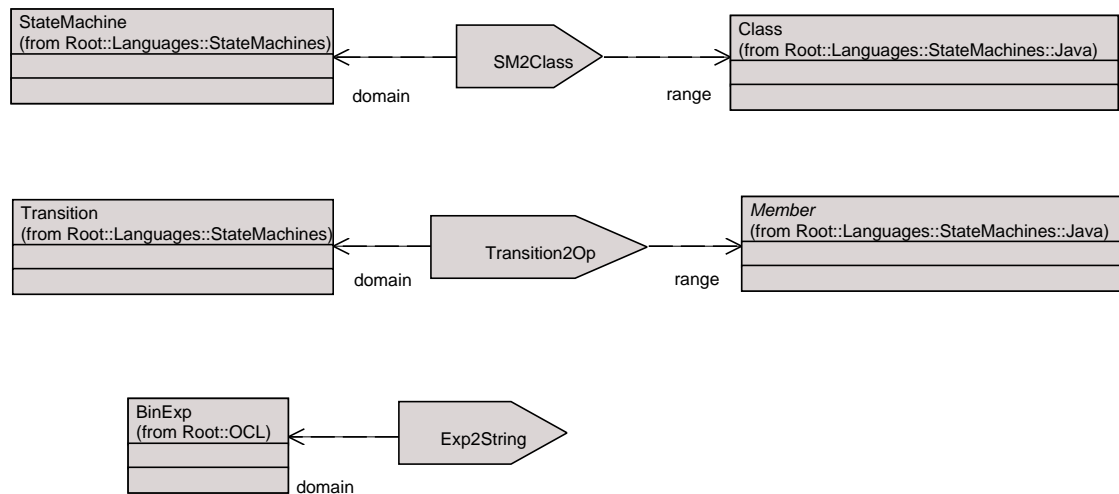 StateMachine
(from Root::Languages::StateMachines)
SM2Class
Class
(from Root::Languages::StateMachines::Java)
domain
range
Transition
(from Root::Languages::StateMachines)
Transition2Op
Member
(from Root::Languages::StateMachines::Java)
domain
range
BinExp
(from Root::OCL)
Exp2String
domain